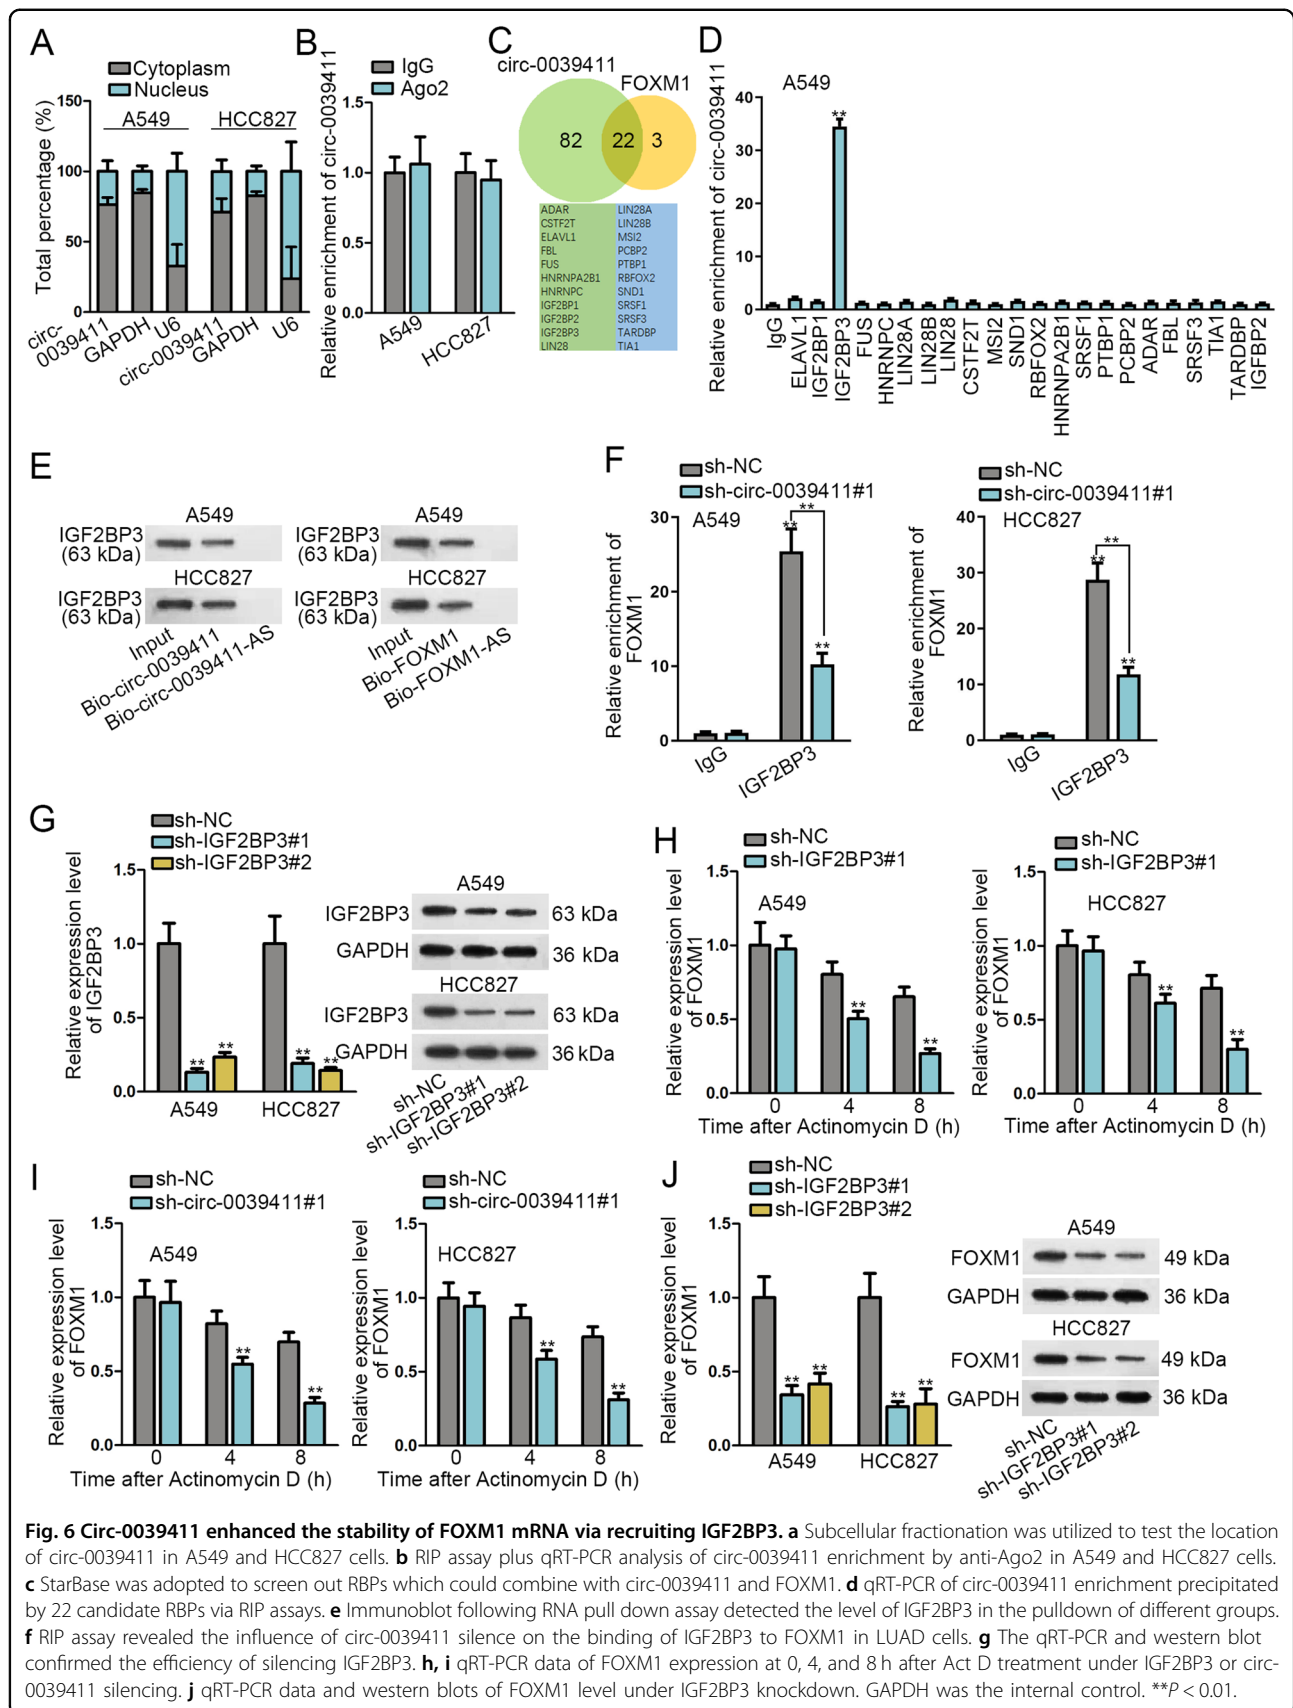 A
Cytoplasm
Nucleus
Total percentage (%)
150
100
50
0
A549
HCC827
circ-
0039411
GAPDH
U6
circ-0039411
GAPDH
U6
B
IgG
Ago2
Relative enrichment of circ-0039411
1.5
1.0
0.5
0.0
A549
HCC827
C
circ-0039411
FOXM1
82
22
3
ADAR
LIN28A
CSTF2T
LIN28B
ELAVL1
MSI2
FBL
PCBP2
FUS
PTBP1
HNRNPA2B1
RBFOX2
HNRNPC
SND1
IGF2BP1
SRSF1
IGF2BP2
SRSF3
IGF2BP3
TARDBP
LIN28
TIA1
D
A549
Relative enrichment of circ-0039411
40
30
20
10
0
**
IgG
ELAVL1
IGF2BP1
IGF2BP3
FUS
HNRNPC
LIN28A
LIN28B
LIN28
CSTF2T
MSI2
SND1
RBFOX2
HNRNPA2B1
SRSF1
PTBP1
PCBP2
ADAR
FBL
SRSF3
TIA1
TARDBP
IGFBP2
E
A549
IGF2BP3
(63 kDa)
HCC827
IGF2BP3
(63 kDa)
Input
Bio-circ-0039411
Bio-circ-0039411-AS
A549
IGF2BP3
(63 kDa)
HCC827
IGF2BP3
(63 kDa)
Input
Bio-FOXM1
Bio-FOXM1-AS
F
sh-NC
sh-circ-0039411#1
A549
Relative enrichment of
FOXM1
30
20
10
0
**
**
**
IgG
IGF2BP3
sh-NC
sh-circ-0039411#1
HCC827
Relative enrichment of
FOXM1
40
30
20
10
0
**
**
**
IgG
IGF2BP3
G
sh-NC
sh-IGF2BP3#1
sh-IGF2BP3#2
Relative expression level
of IGF2BP3
1.5
1.0
0.5
0.0
**
**
**
**
A549
HCC827
A549
IGF2BP3
63 kDa
GAPDH
36 kDa
HCC827
IGF2BP3
63 kDa
GAPDH
36 kDa
sh-NC
sh-IGF2BP3#1
sh-IGF2BP3#2
H
sh-NC
sh-IGF2BP3#1
A549
Relative expression level
of FOXM1
1.5
1.0
0.5
0.0
**
**
0
4
8
Time after Actinomycin D (h)
sh-NC
sh-IGF2BP3#1
HCC827
Relative expression level
of FOXM1
1.5
1.0
0.5
0.0
**
**
0
4
8
Time after Actinomycin D (h)
I
sh-NC
sh-circ-0039411#1
A549
Relative expression level
of FOXM1
1.5
1.0
0.5
0.0
**
**
0
4
8
Time after Actinomycin D (h)
sh-NC
sh-circ-0039411#1
HCC827
Relative expression level
of FOXM1
1.5
1.0
0.5
0.0
**
**
0
4
8
Time after Actinomycin D (h)
J
sh-NC
sh-IGF2BP3#1
sh-IGF2BP3#2
Relative expression level
of FOXM1
1.5
1.0
0.5
0.0
**
**
**
**
A549
HCC827
A549
FOXM1
49 kDa
GAPDH
36 kDa
HCC827
FOXM1
49 kDa
GAPDH
36 kDa
sh-NC
sh-IGF2BP3#1
sh-IGF2BP3#2
Fig. 6 Circ-0039411 enhanced the stability of FOXM1 mRNA via recruiting IGF2BP3. a Subcellular fractionation was utilized to test the location
of circ-0039411 in A549 and HCC827 cells. b RIP assay plus qRT-PCR analysis of circ-0039411 enrichment by anti-Ago2 in A549 and HCC827 cells.
c StarBase was adopted to screen out RBPs which could combine with circ-0039411 and FOXM1. d qRT-PCR of circ-0039411 enrichment precipitated
by 22 candidate RBPs via RIP assays. e Immunoblot following RNA pull down assay detected the level of IGF2BP3 in the pulldown of different groups.
f RIP assay revealed the influence of circ-0039411 silence on the binding of IGF2BP3 to FOXM1 in LUAD cells. g The qRT-PCR and western blot
confirmed the efficiency of silencing IGF2BP3. h, i qRT-PCR data of FOXM1 expression at 0, 4, and 8 h after Act D treatment under IGF2BP3 or circ-
0039411 silencing. j qRT-PCR data and western blots of FOXM1 level under IGF2BP3 knockdown. GAPDH was the internal control. **P < 0.01.